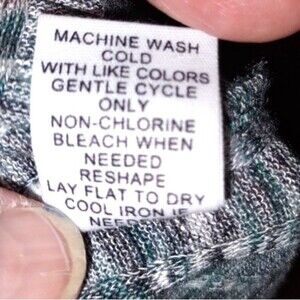 MACHINE WASH
COLD
WITH LIKE COLORS
GENTLE CYCLE
ONLY
NON-CHLORINE
BLEACH WHEN
NEEDED
RESHAPE
LAY FLAT TO DRY
COOL IRON IF